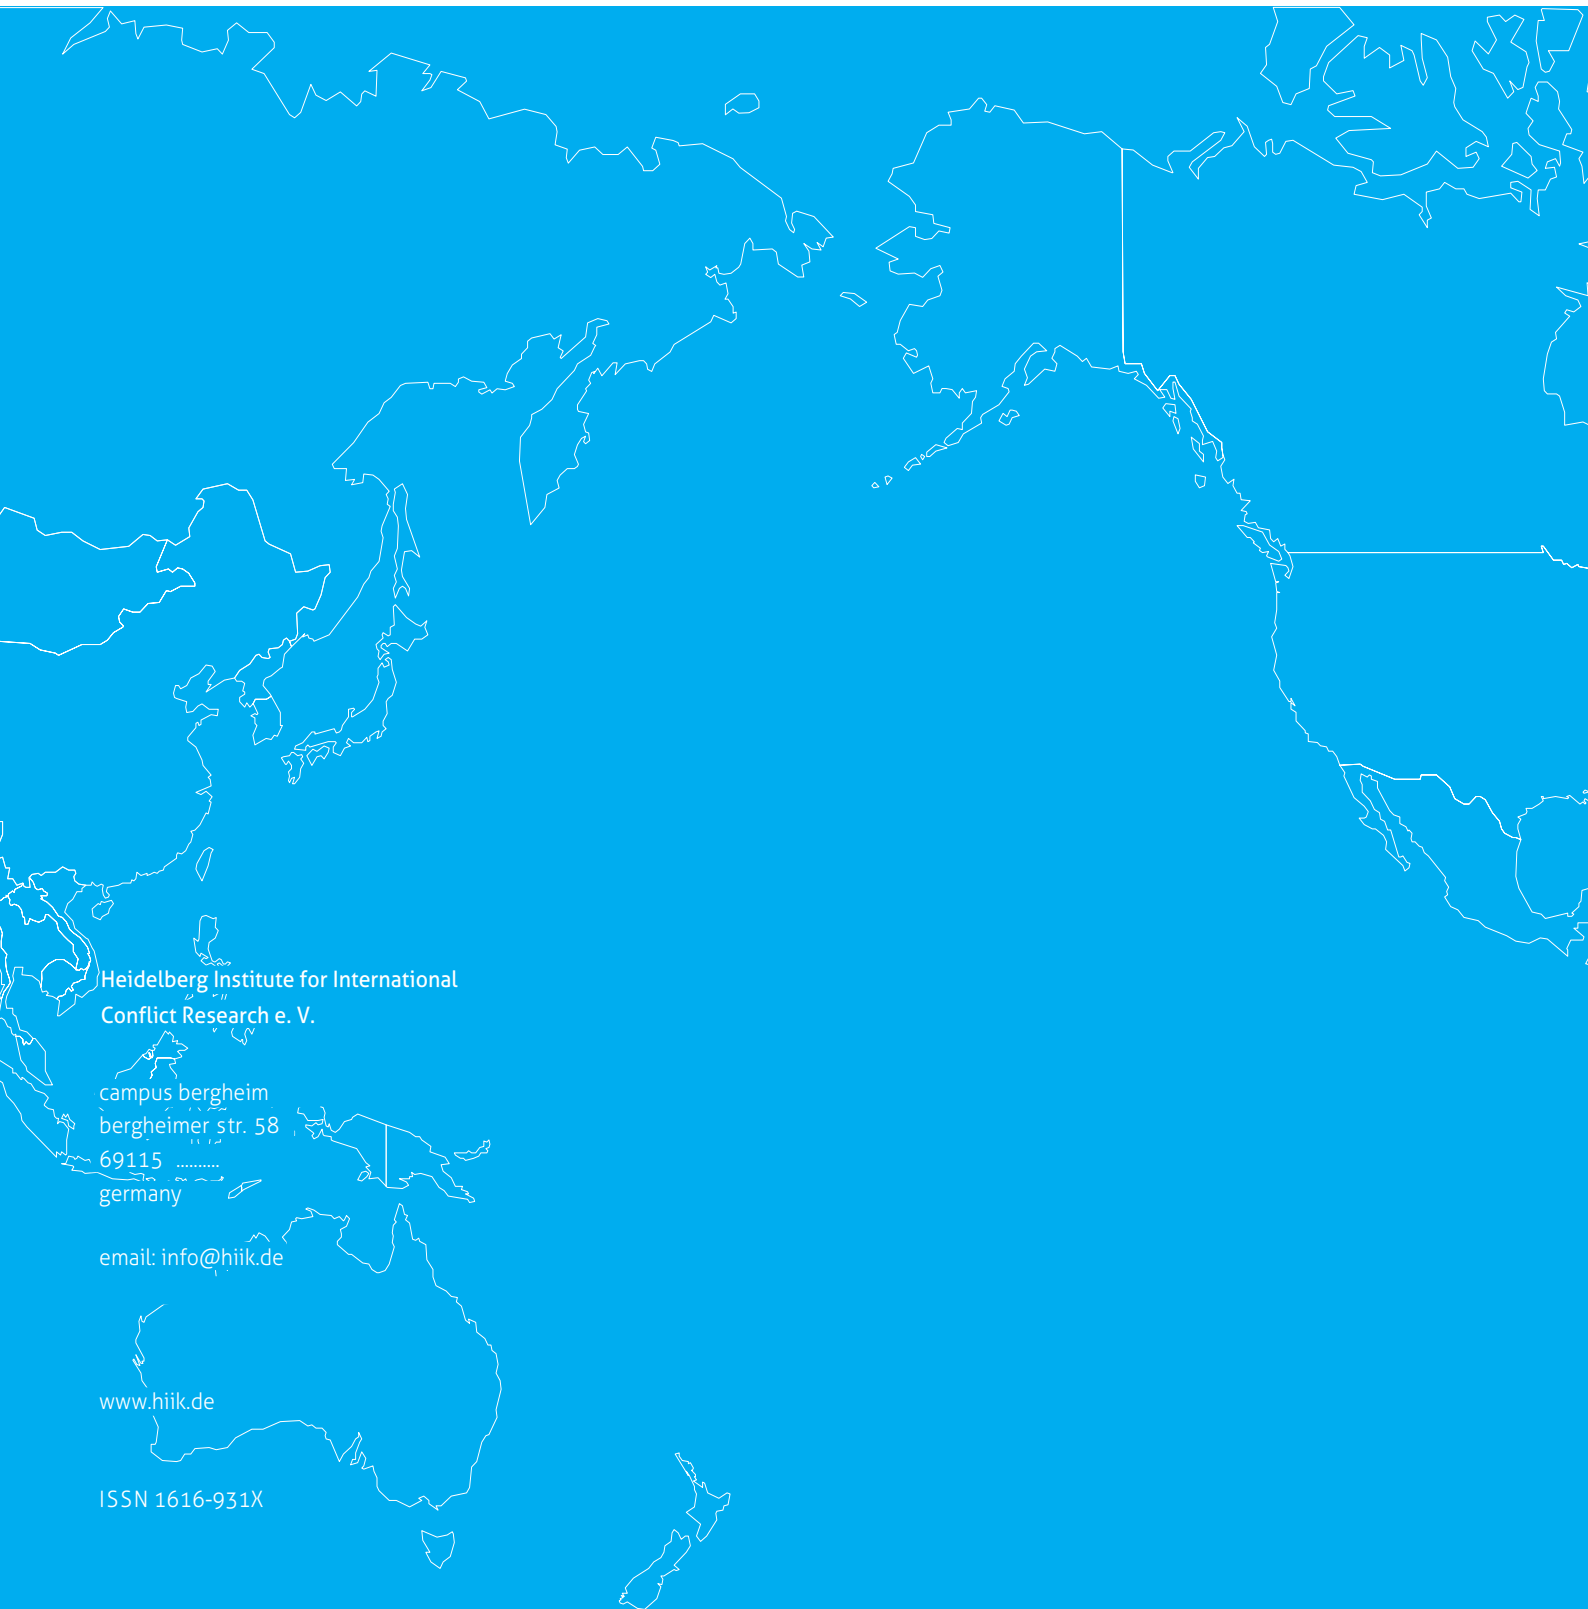 Heidelberg Institute for International
Conflict Research e. V.
campus bergheim
bergheimer str. 58
69115 ..........
germany
email: info@hiik.de
www.hiik.de
ISSN 1616-931X